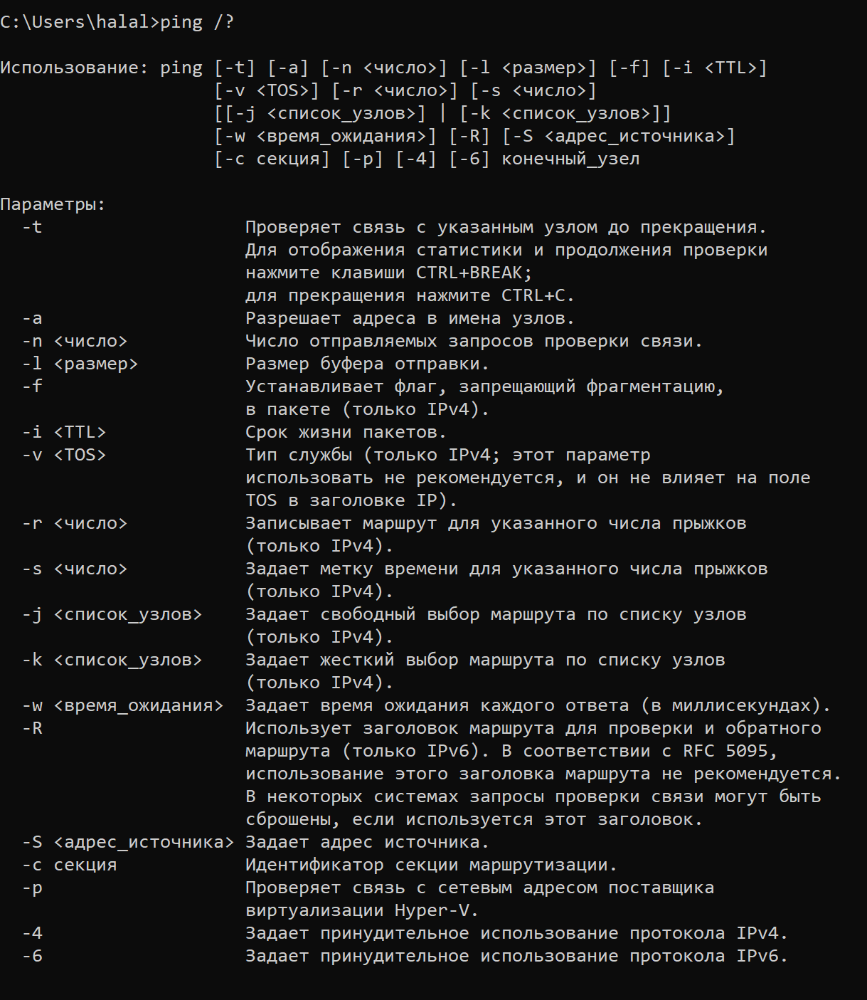 C:\Users\halal>ping /?
Использование: ping [-t] [-a] [-n <число>] [-l <размер>] [-f] [-i <TTL>]
[-v <TOS>] [-r <число>] [-s <число>]
[[-j <список_узлов>] | [-k <список_узлов>]]
[-w <время_ожидания>] [-R] [-S <адрес_источника>]
[-c секция] [-p] [-4] [-6] конечный_узел
Параметры:
-t Проверяет связь с указанным узлом до прекращения.
Для отображения статистики и продолжения проверки
нажмите клавиши CTRL+BREAK;
для прекращения нажмите CTRL+C.
-a Разрешает адреса в имена узлов.
-n <число> Число отправляемых запросов проверки связи.
-l <размер> Размер буфера отправки.
-f Устанавливает флаг, запрещающий фрагментацию,
в пакете (только IPv4).
-i <TTL> Срок жизни пакетов.
-v <TOS> Тип службы (только IPv4; этот параметр
использовать не рекомендуется, и он не влияет на поле
TOS в заголовке IP).
-r <число> Записывает маршрут для указанного числа прыжков
(только IPv4).
-s <число> Задает метку времени для указанного числа прыжков
(только IPv4).
-j <список_узлов> Задает свободный выбор маршрута по списку узлов
(только IPv4).
-k <список_узлов> Задает жесткий выбор маршрута по списку узлов
(только IPv4).
-w <время_ожидания> Задает время ожидания каждого ответа (в миллисекундах).
-R Использует заголовок маршрута для проверки и обратного
маршрута (только IPv6). В соответствии с RFC 5095,
использование этого заголовка маршрута не рекомендуется.
В некоторых системах запросы проверки связи могут быть
сброшены, если используется этот заголовок.
-S <адрес_источника> Задает адрес источника.
-c секция Идентификатор секции маршрутизации.
-p Проверяет связь с сетевым адресом поставщика
виртуализации Hyper-V.
-4 Задает принудительное использование протокола IPv4.
-6 Задает принудительное использование протокола IPv6.